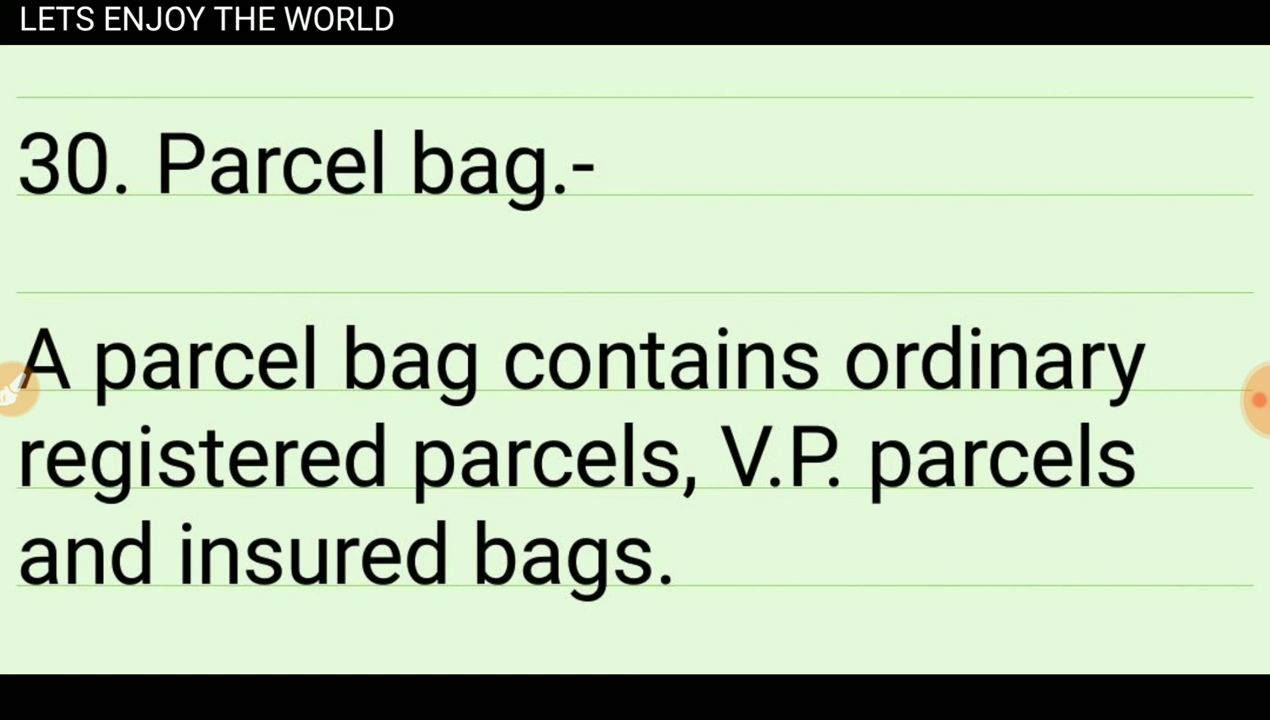 LETS ENJOY THE WORLD
30. Parcel bag.-
A parcel bag contains ordinary
registered parcels, V.P. parcels
and insured bags.